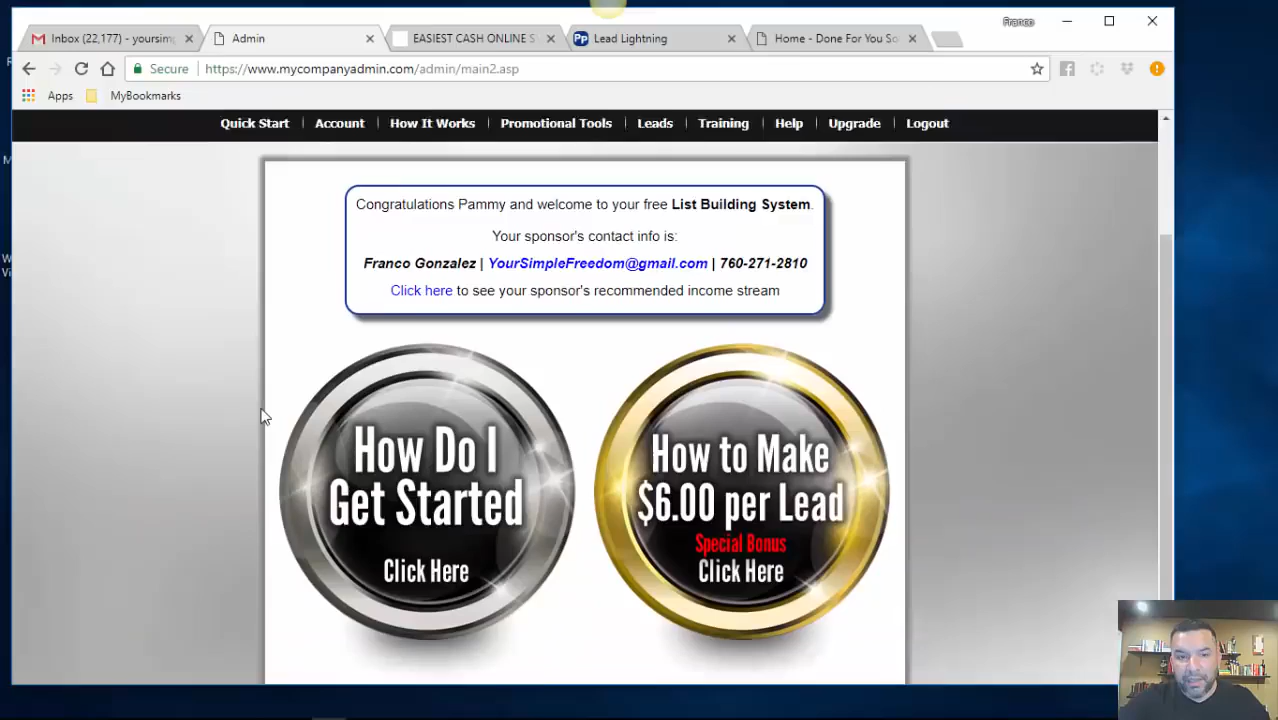 Franco
Inbox (22,177) - yoursimp
Admin
EASIEST CASH ONLINE S
Pp Lead Lightning
Home - Done For You So
Secure https://www.mycompanyadmin.com/admin/main2.asp
Apps MyBookmarks
Quick Start Account How It Works Promotional Tools Leads Training Help Upgrade Logout
Congratulations Pammy and welcome to your free List Building System.
Your sponsor's contact info is:
Franco Gonzalez | YourSimpleFreedom@gmail.com | 760-271-2810
Click here to see your sponsor's recommended income stream
How Do I
Get Started
Click Here
How to Make
$6.00 per Lead
Special Bonus
Click Here